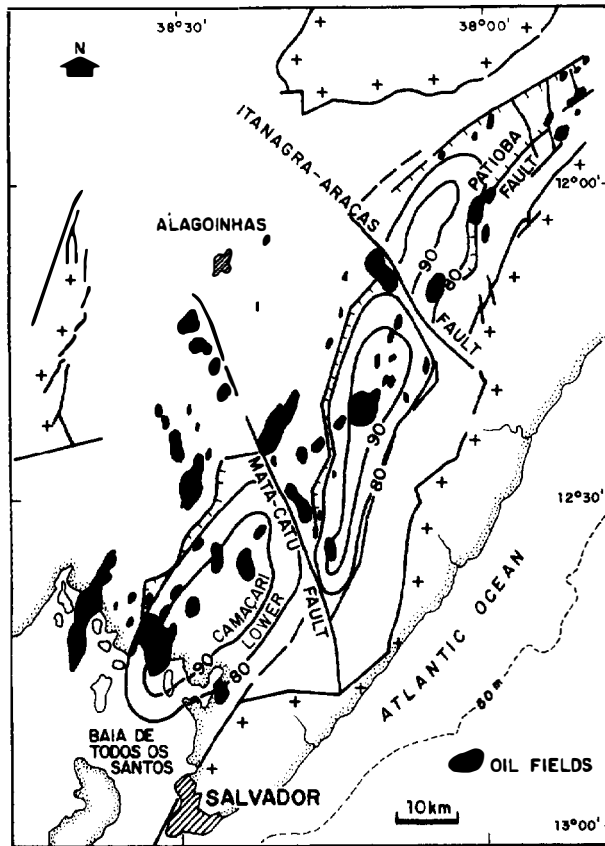 38°30'
38°00'
N
ITANAGRA-ARAÇAS
FAULT
PATIOBA
FAULT
12°00'
ALAGOINHAS
90
80
90
80
12°30'
MATA-CATU
FAULT
CAMAÇARI
LOWER
90
80
ATLANTIC OCEAN
80 m
BAIA DE
TODOS OS
SANTOS
OIL FIELDS
SALVADOR
10km
13°00'